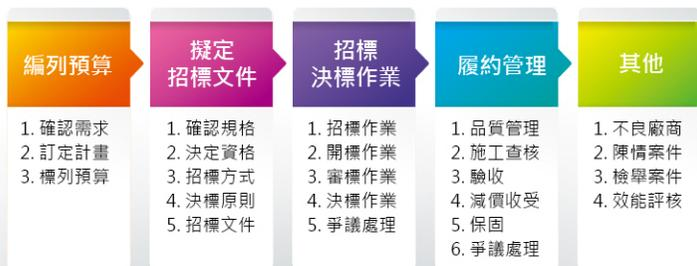 編列預算
1. 確認需求
2. 訂定計畫
3. 標列預算
擬定
招標文件
1. 確認規格
2. 決定資格
3. 招標方式
4. 決標原則
5. 招標文件
招標
決標作業
1. 招標作業
2. 開標作業
3. 審標作業
4. 決標作業
5. 爭議處理
履約管理
1. 品質管理
2. 施工查核
3. 驗收
4. 減價收受
5. 保固
6. 爭議處理
其他
1. 不良廠商
2. 陳情案件
3. 檢舉案件
4. 效能評核